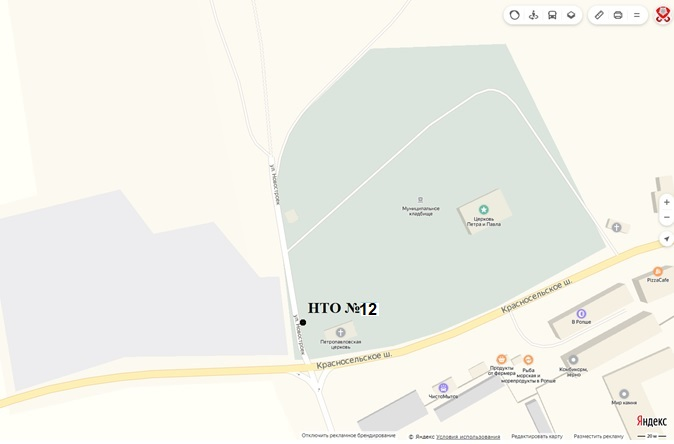 ул. Новостроек
Муниципальное
кладбище
Церковь
Петра и Павла
PizzaCafe
Красносельское ш.
НТО №12
ул. Новостроек
В Ропше
Петропавловская
церковь
Красносельское ш.
Продукты
от фермера
Рыба
морская и
морепродукты в Ропше
Комбикорм,
зерно
ЧистоМыток
Мир камня
Яндекс
Отключить рекламное брендирование
© Яндекс Условия использования
Редактировать карту
Разместить рекламу
20 м